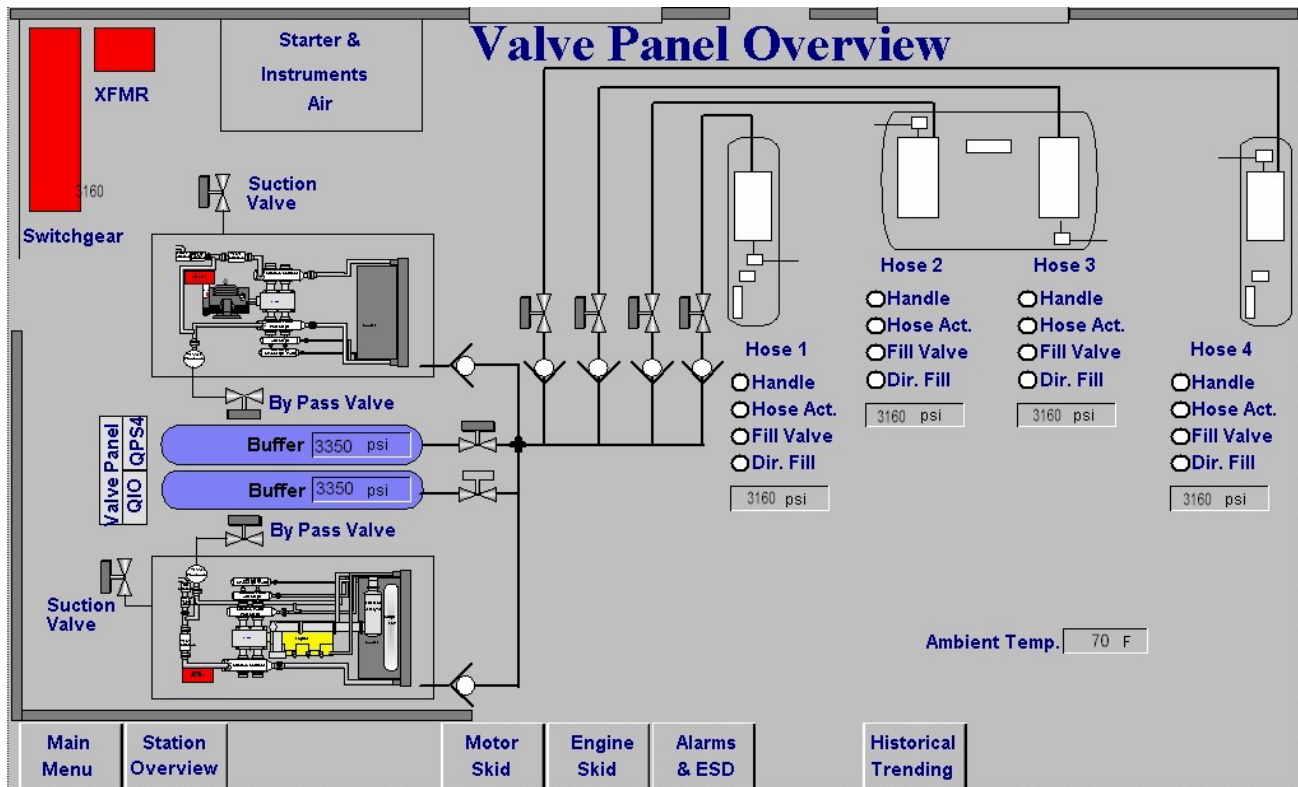 Valve Panel Overview
Starter &
Instruments
Air
XFMR
3160
Switchgear
Suction
Valve
By Pass Valve
Buffer 3350 psi
Buffer 3350 psi
Valve Panel
QIO QPS4
By Pass Valve
Suction
Valve
Hose 1
Handle
Hose Act.
Fill Valve
Dir. Fill
3160 psi
Hose 2
Handle
Hose Act.
Fill Valve
Dir. Fill
3160 psi
Hose 3
Handle
Hose Act.
Fill Valve
Dir. Fill
3160 psi
Hose 4
Handle
Hose Act.
Fill Valve
Dir. Fill
3160 psi
Ambient Temp. 70 F
Main
Menu
Station
Overview
Motor
Skid
Engine
Skid
Alarms
& ESD
Historical
Trending